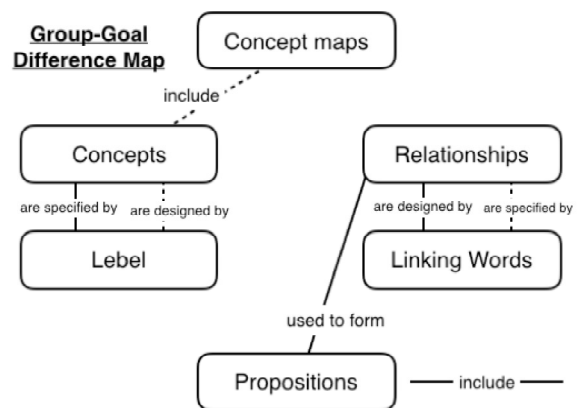 Group-Goal
Difference Map
Concept maps
include
Concepts
Relationships
are specified by
are designed by
are designed by
are specified by
Lebel
Linking Words
used to form
Propositions
include